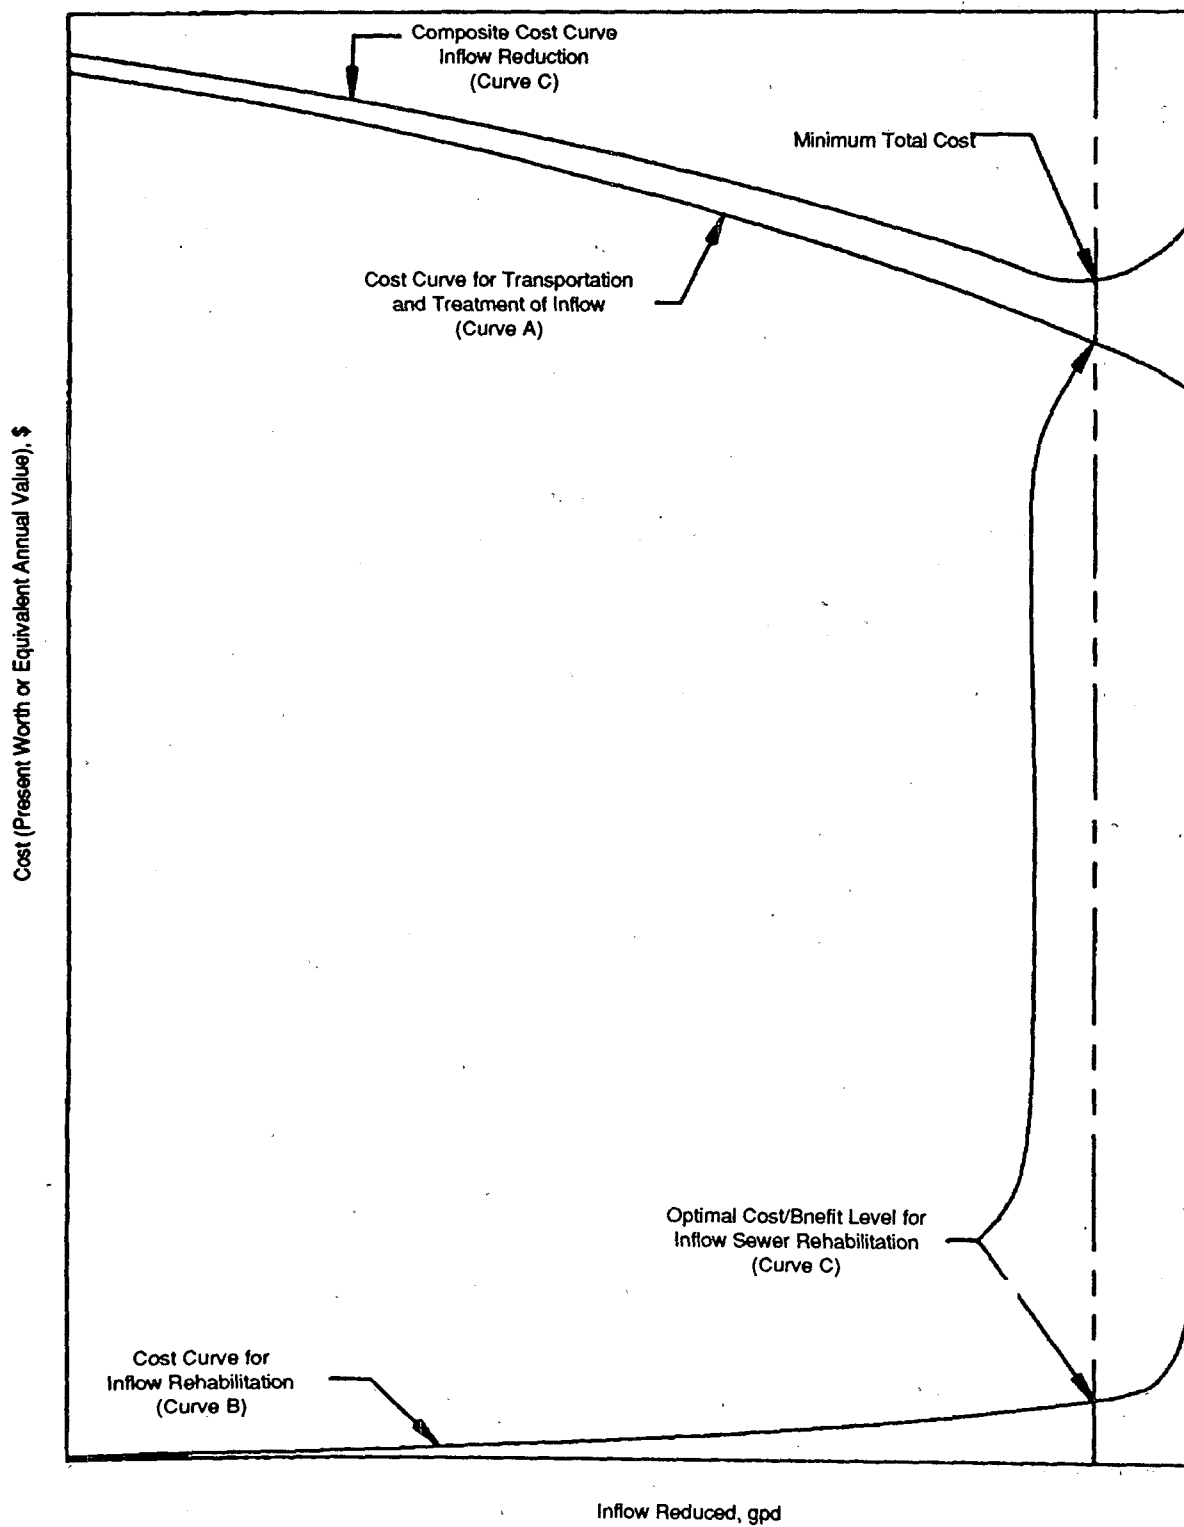 Composite Cost Curve
Inflow Reduction
(Curve C)
Minimum Total Cost
Cost Curve for Transportation
and Treatment of Inflow
(Curve A)
Cost (Present Worth or Equivalent Annual Value), $
Optimal Cost/Bnefit Level for
Inflow Sewer Rehabilitation
(Curve C)
Cost Curve for
Inflow Rehabilitation
(Curve B)
Inflow Reduced, gpd